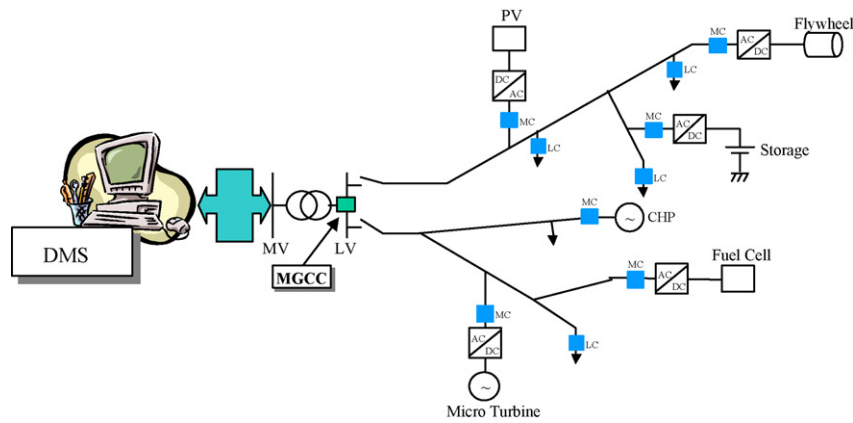 PV
Flywheel
MC
AC
DC
LC
DC
AC
MC
LC
MC
AC
DC
Storage
LC
MC
CHP
~
DMS
MV
LV
MGCC
Fuel Cell
MC
AC
DC
MC
LC
AC
DC
~
Micro Turbine